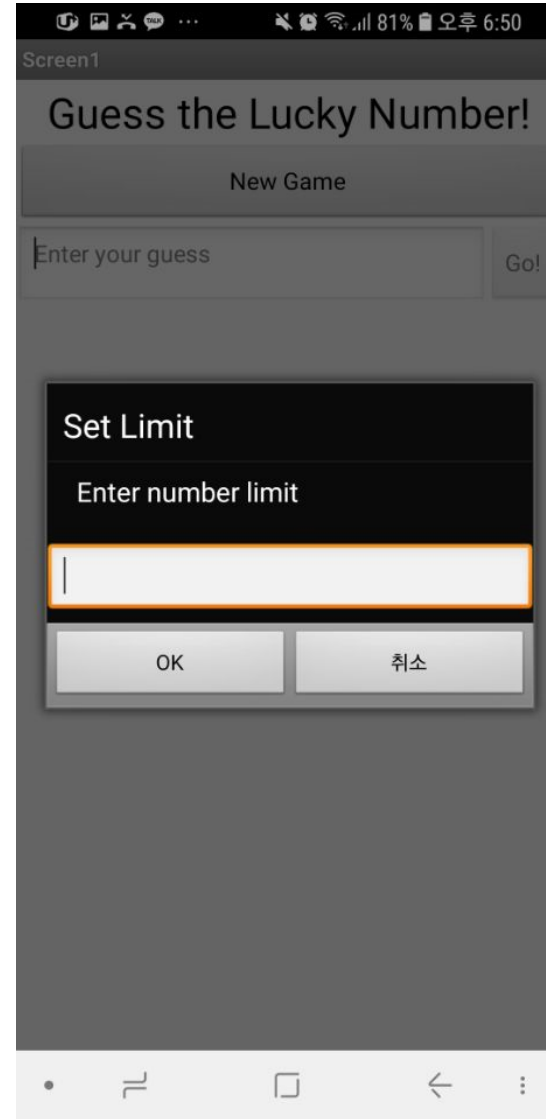 TALK 81% 오후 6:50
Screen1
Guess the Lucky Number!
New Game
Enter your guess
Go!
Set Limit
Enter number limit
OK
취소